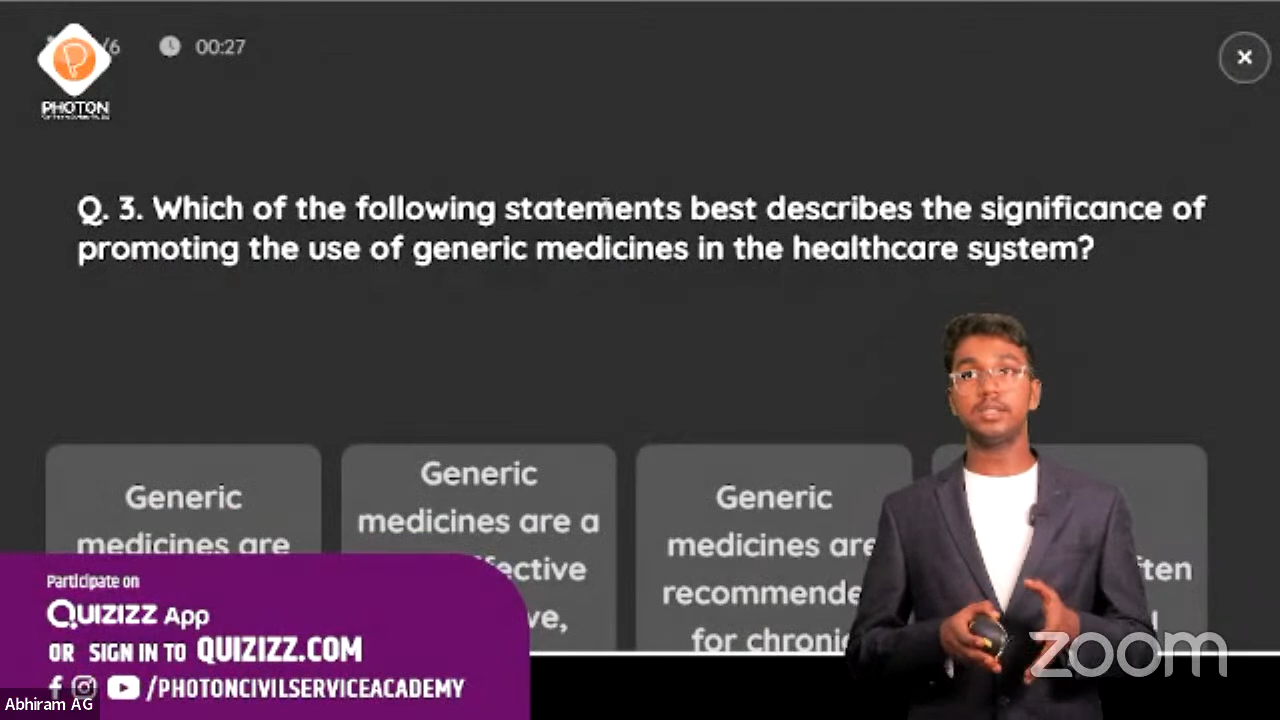 /6
00:27
PHOTON
Q. 3. Which of the following statements best describes the significance of
promoting the use of generic medicines in the healthcare system?
Generic
medicines are
Generic
medicines are a
ffective
ve,
Generic
medicines are
recommende
for chronic
ften
Participate on
QUIZIZZ App
OR SIGN IN TO QUIZIZZ.COM
/PHOTONCIVILSERVICEACADEMY
Abhiram AG
zoom